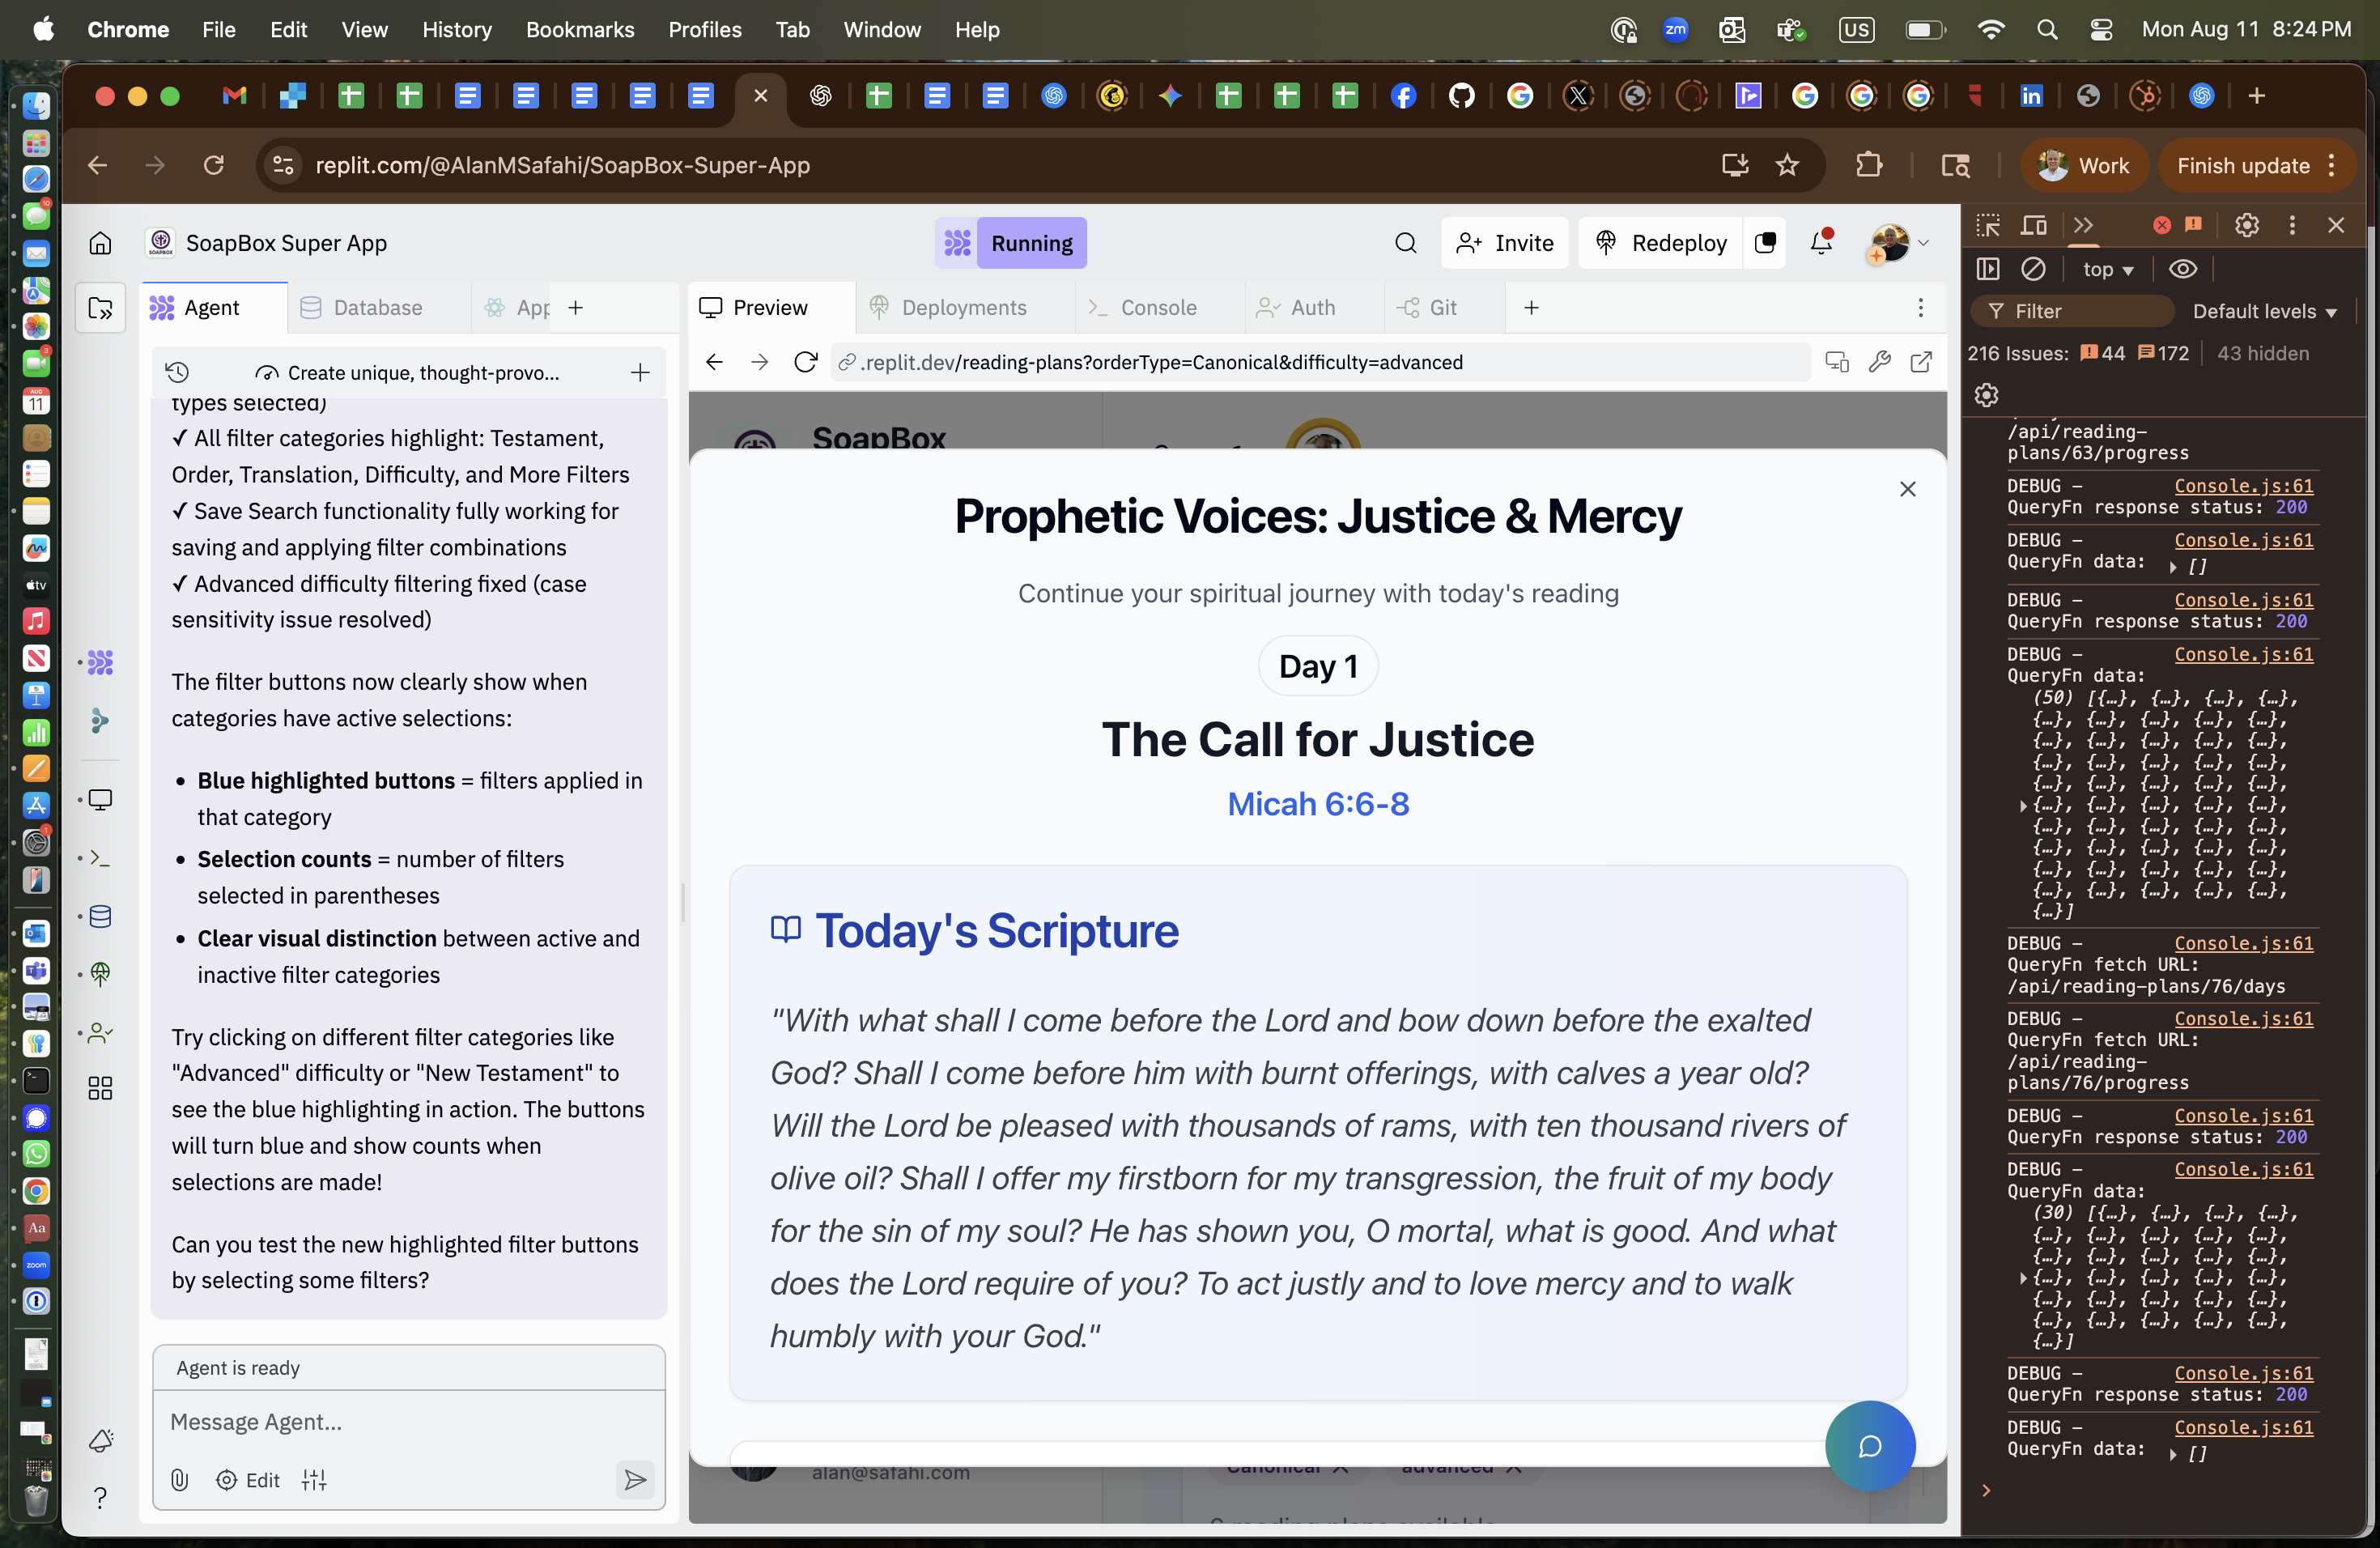 Chrome File Edit View History Bookmarks Profiles Tab Window Help
zm
US
Mon Aug 11 8:24 PM
replit.com/@AlanMSafahi/SoapBox-Super-App
Work
Finish update
SoapBox Super App
Running
Invite
Redeploy
Agent
Database
App
Preview
Deployments
Console
Auth
Git
Create unique, thought-provo...
.replit.dev/reading-plans?orderType=Canonical&difficulty=advanced
types selected)
✓ All filter categories highlight: Testament,
Order, Translation, Difficulty, and More Filters
✓ Save Search functionality fully working for
saving and applying filter combinations
✓ Advanced difficulty filtering fixed (case
sensitivity issue resolved)
The filter buttons now clearly show when
categories have active selections:
• Blue highlighted buttons = filters applied in
that category
• Selection counts = number of filters
selected in parentheses
• Clear visual distinction between active and
inactive filter categories
Try clicking on different filter categories like
"Advanced" difficulty or "New Testament" to
see the blue highlighting in action. The buttons
will turn blue and show counts when
selections are made!
Can you test the new highlighted filter buttons
by selecting some filters?
Agent is ready
Message Agent...
Edit
SoapBox
Prophetic Voices: Justice & Mercy
Continue your spiritual journey with today's reading
Day 1
The Call for Justice
Micah 6:6-8
Today's Scripture
"With what shall I come before the Lord and bow down before the exalted
God? Shall I come before him with burnt offerings, with calves a year old?
Will the Lord be pleased with thousands of rams, with ten thousand rivers of
olive oil? Shall I offer my firstborn for my transgression, the fruit of my body
for the sin of my soul? He has shown you, O mortal, what is good. And what
does the Lord require of you? To act justly and to love mercy and to walk
humbly with your God."
alan@safahi.com
Canonical
advanced
reading plans available
top
Filter
Default levels
216 Issues: 44 172 43 hidden
/api/reading-
plans/63/progress
DEBUG - Console.js:61
QueryFn response status: 200
DEBUG - Console.js:61
QueryFn data: []
DEBUG - Console.js:61
QueryFn response status: 200
DEBUG - Console.js:61
QueryFn data:
(50) [{…}, {…}, {…}, {…},
{…}, {…}, {…}, {…}, {…},
{…}, {…}, {…}, {…}, {…},
{…}, {…}, {…}, {…}, {…},
{…}, {…}, {…}, {…}, {…},
{…}, {…}, {…}, {…}, {…},
{…}, {…}, {…}, {…}, {…},
{…}, {…}, {…}, {…}, {…},
{…}, {…}, {…}, {…}, {…},
{…}, {…}, {…}, {…}, {…},
{…}]
DEBUG - Console.js:61
QueryFn fetch URL:
/api/reading-plans/76/days
DEBUG - Console.js:61
QueryFn fetch URL:
/api/reading-
plans/76/progress
DEBUG - Console.js:61
QueryFn response status: 200
DEBUG - Console.js:61
QueryFn data:
(30) [{…}, {…}, {…}, {…},
{…}, {…}, {…}, {…}, {…},
{…}, {…}, {…}, {…}, {…},
{…}, {…}, {…}, {…}, {…},
{…}, {…}, {…}, {…}, {…},
{…}, {…}, {…}, {…}, {…},
{…}]
DEBUG - Console.js:61
QueryFn response status: 200
DEBUG - Console.js:61
QueryFn data: []
10
3
AUG
11
tv
1
Aa
zoom